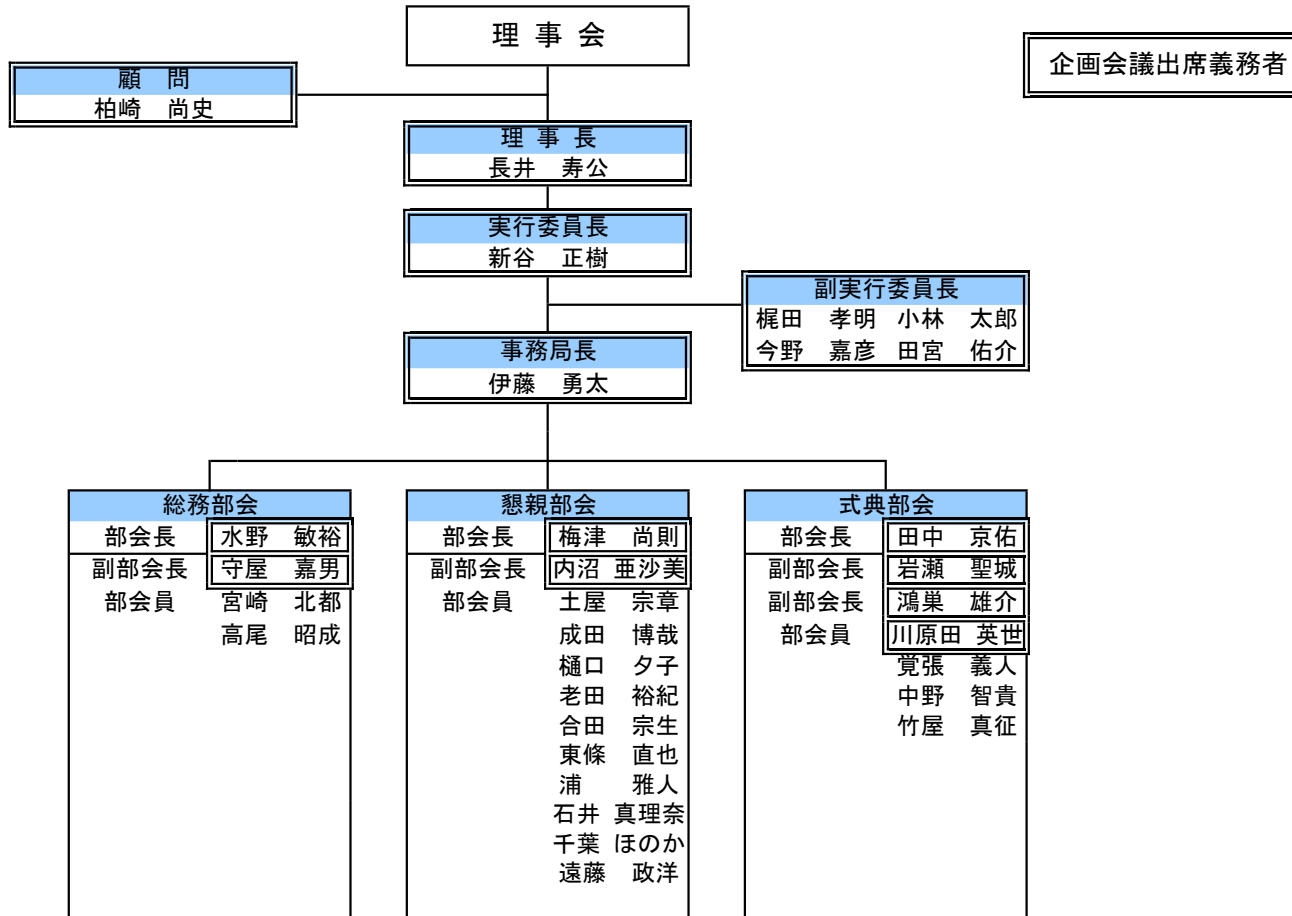 理 事 会
企画会議出席義務者
顧　問
柏崎　尚史
理 事 長
長井　寿公
実行委員長
新谷　正樹
副実行委員長
梶田　孝明 小林　太郎
今野　嘉彦 田宮　佑介
事務局長
伊藤　勇太
総務部会
部会長 水野　敏裕
副部会長 守屋　嘉男
部会員 宮崎　北都
高尾　昭成
懇親部会
部会長 梅津　尚則
副部会長 内沼 亜沙美
部会員 土屋　宗章
成田　博哉
樋口　夕子
老田　裕紀
合田　宗生
東條　直也
浦　　雅人
石井 真理奈
千葉 ほのか
遠藤　政洋
式典部会
部会長 田中　京佑
副部会長 岩瀬　聖城
副部会長 鴻巣　雄介
部会員 川原田 英世
覚張　義人
中野　智貴
竹屋　真征